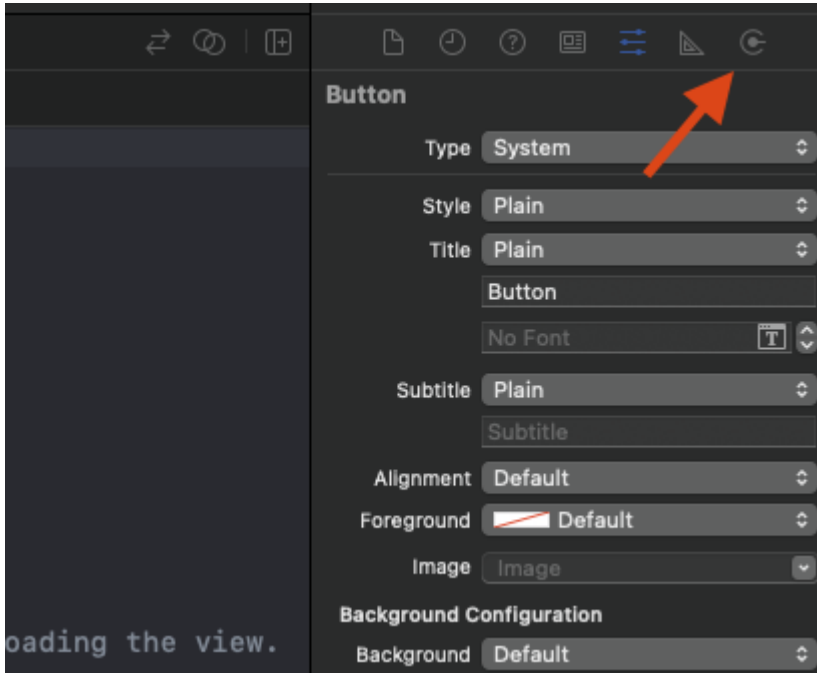 Button
Type System
Style Plain
Title Plain
Button
No Font T
Subtitle Plain
Subtitle
Alignment Default
Foreground Default
Image Image
Background Configuration
oading the view.
Background Default